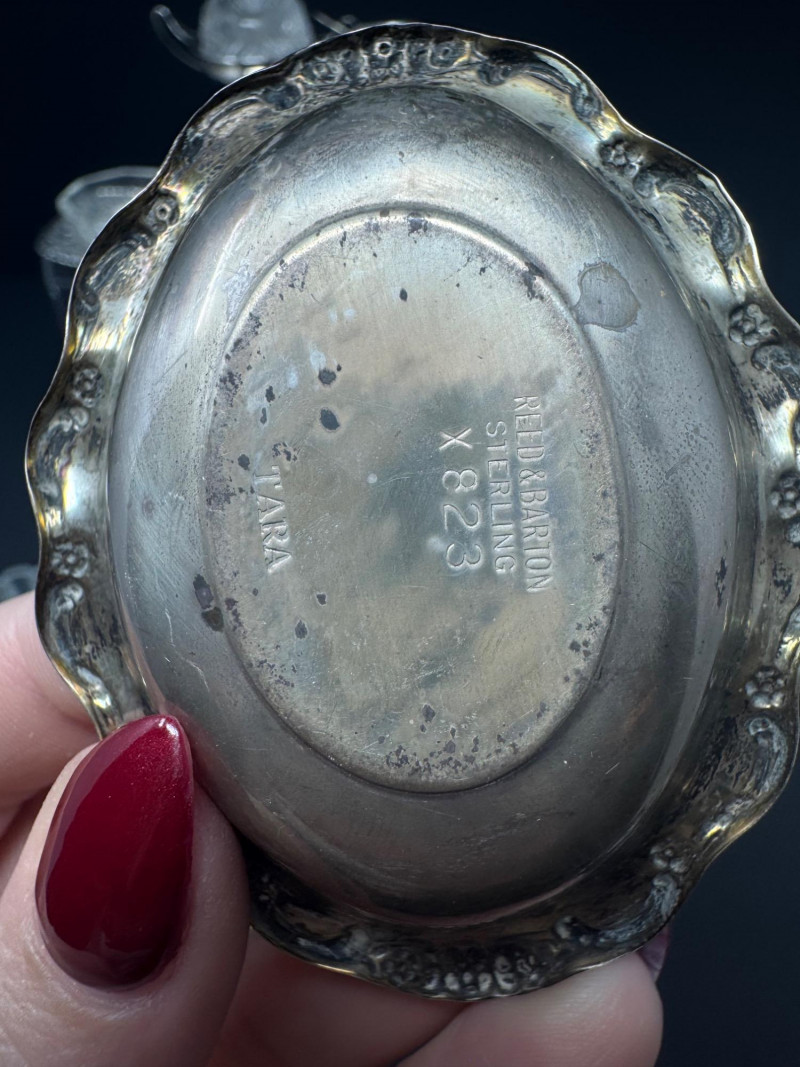 REED & BARTON
STERLING
X 823
TARA